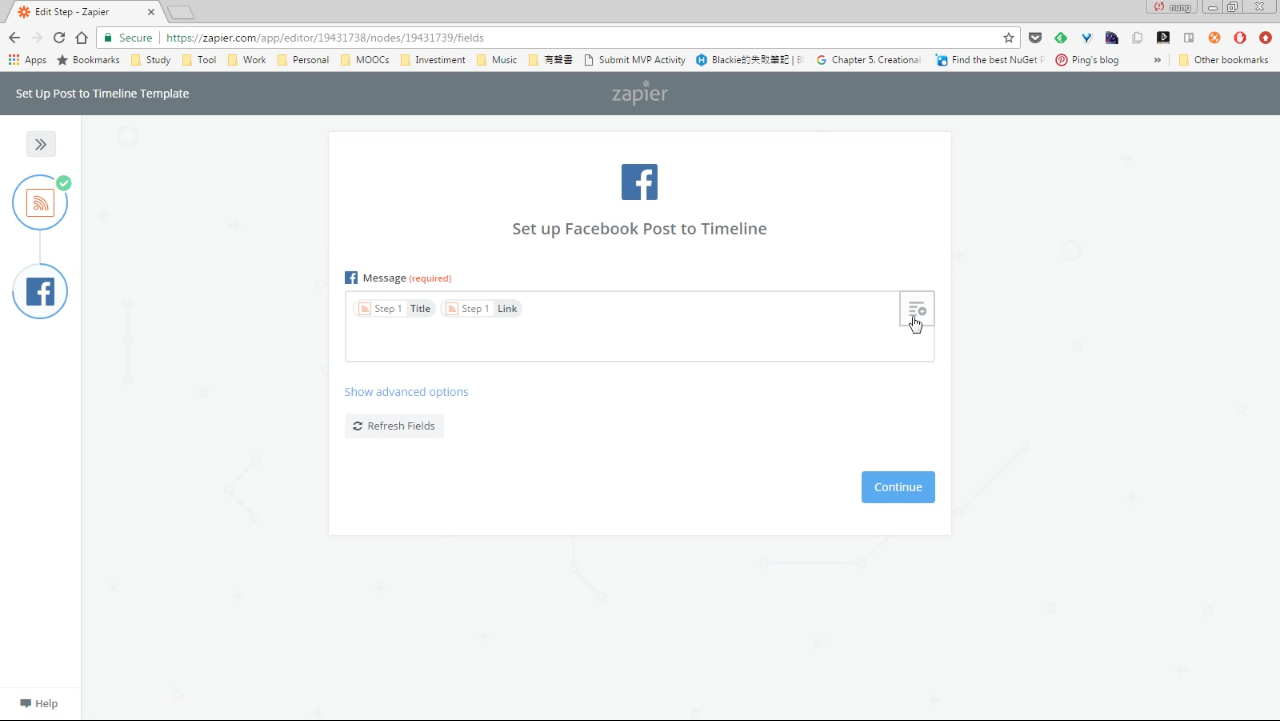 Edit Step - Zapier
nung
Secure https://zapier.com/app/editor/19431738/nodes/19431739/fields
Apps Bookmarks Study Tool Work Personal MOOCs Investiment Music 有聲書 Submit MVP Activity Blackie的失敗筆記 | Bl Chapter 5. Creational Find the best NuGet P Ping's blog » Other bookmarks
Set Up Post to Timeline Template
zapier
Set up Facebook Post to Timeline
Message (required)
Step 1 Title Step 1 Link
Show advanced options
Refresh Fields
Continue
Help